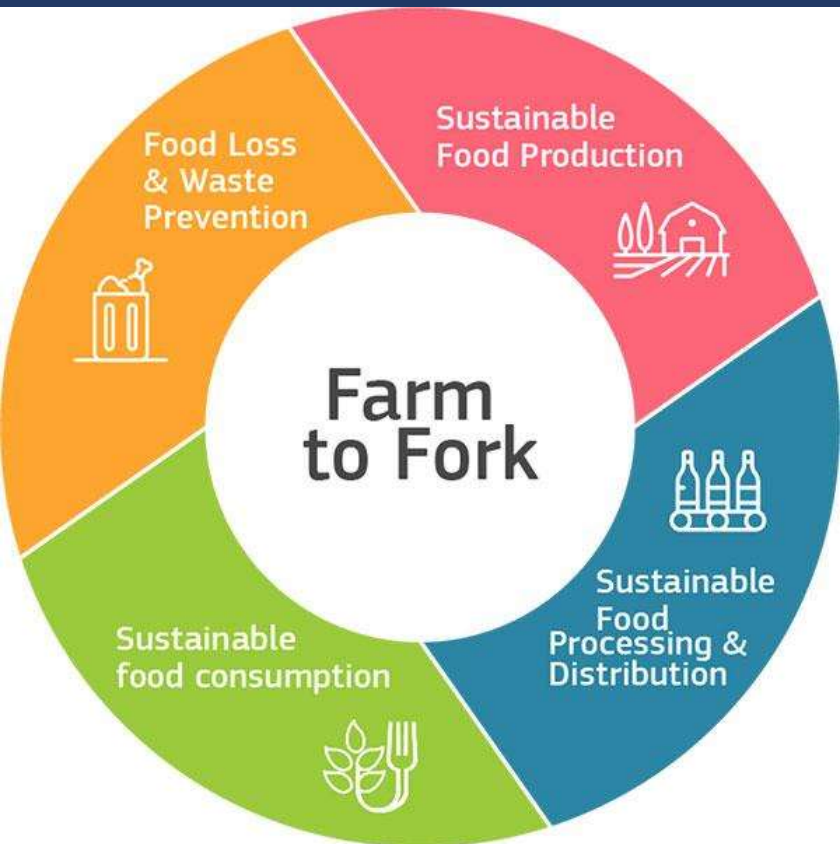 Food Loss
& Waste
Prevention
Sustainable
Food Production
Farm
to Fork
Sustainable
Food
Processing &
Distribution
Sustainable
food consumption